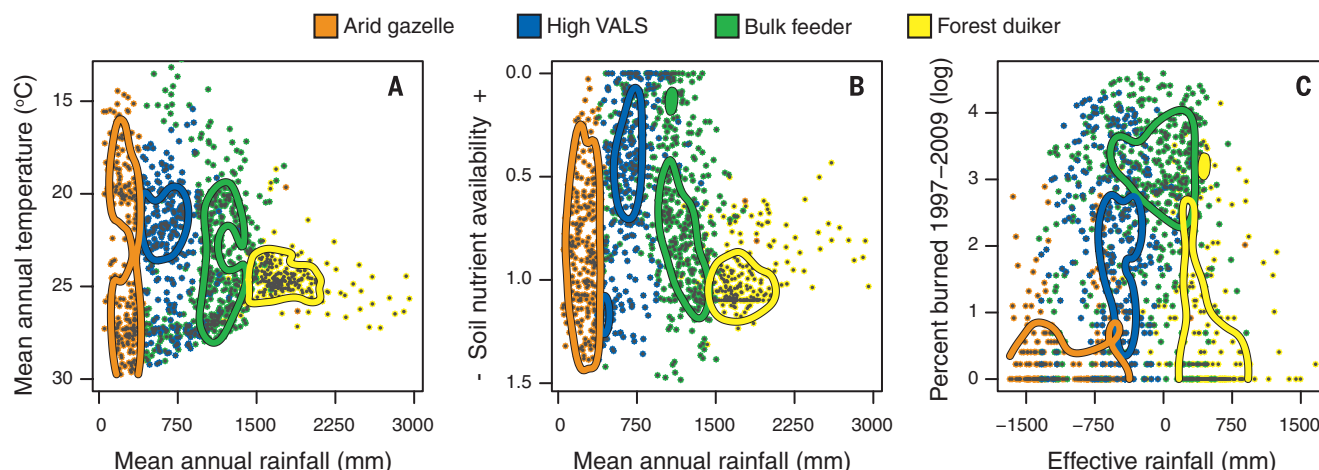 Arid gazelle High VALS Bulk feeder Forest duiker
A
Mean annual temperature (°C)
15
20
25
30
0 750 1500 2250 3000
Mean annual rainfall (mm)
B
- Soil nutrient availability +
0.0
0.5
1.0
1.5
0 750 1500 2250 3000
Mean annual rainfall (mm)
C
Percent burned 1997–2009 (log)
4
3
2
1
0
−1500 −750 0 750 1500
Effective rainfall (mm)